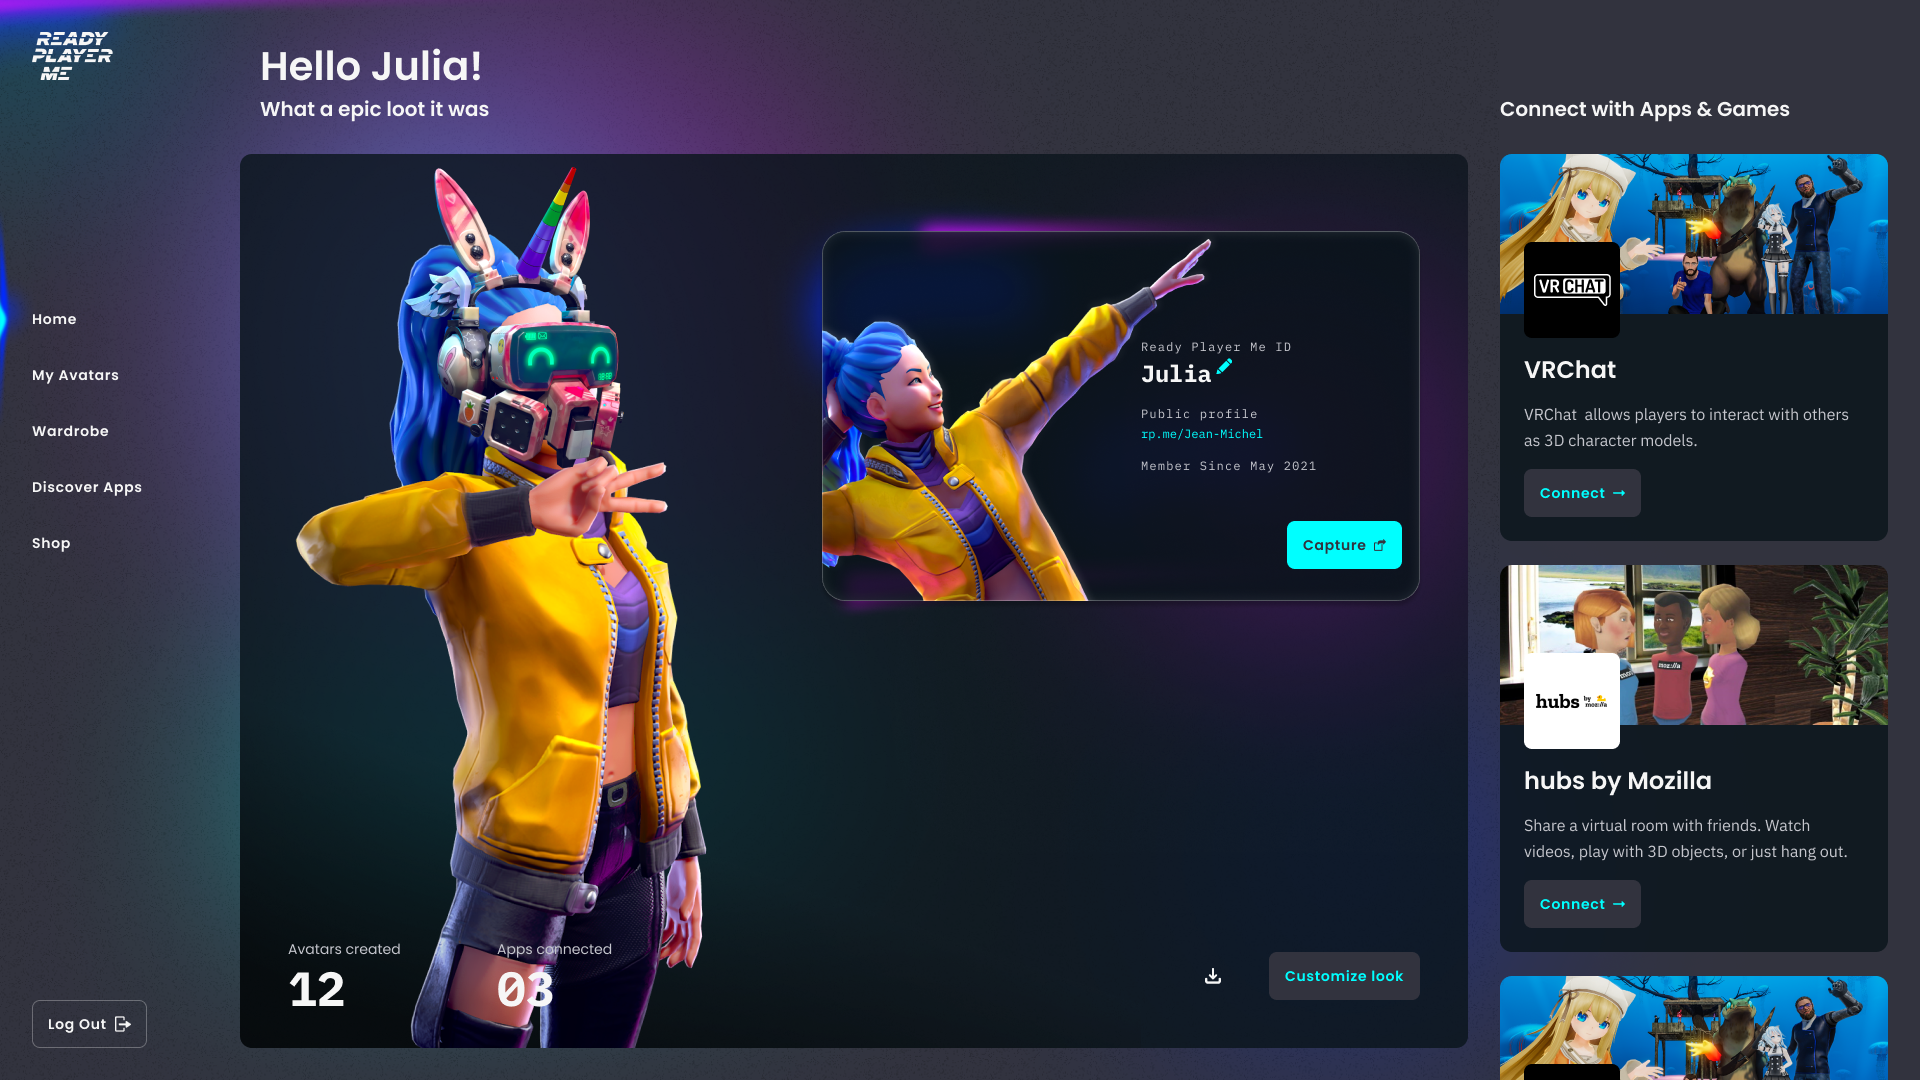 READY
PLAYER
ME
Hello Julia!
What a epic loot it was
Home
My Avatars
Wardrobe
Discover Apps
Shop
Log Out
Ready Player Me ID
Julia
Public profile
rp.me/Jean-Michel
Member Since May 2021
Capture
Avatars created
12
Apps connected
03
Customize look
Connect with Apps & Games
VRCHAT
VRChat
VRChat allows players to interact with others
as 3D character models.
Connect
moz://a
hubs by moz://a
hubs by Mozilla
Share a virtual room with friends. Watch
videos, play with 3D objects, or just hang out.
Connect